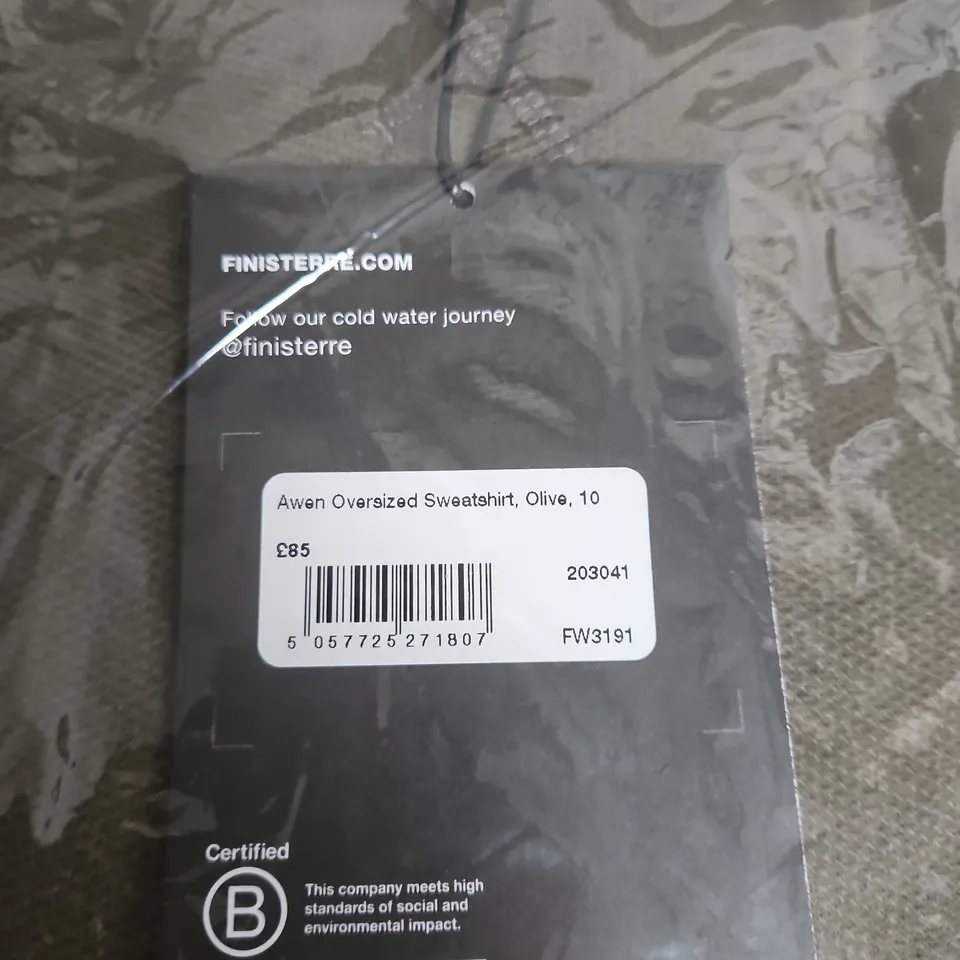 FINISTERRE.COM
Follow our cold water journey
@finisterre
Awen Oversized Sweatshirt, Olive, 10
£85
203041
5 057725 271807
FW3191
Certified
B
This company meets high
standards of social and
environmental impact.